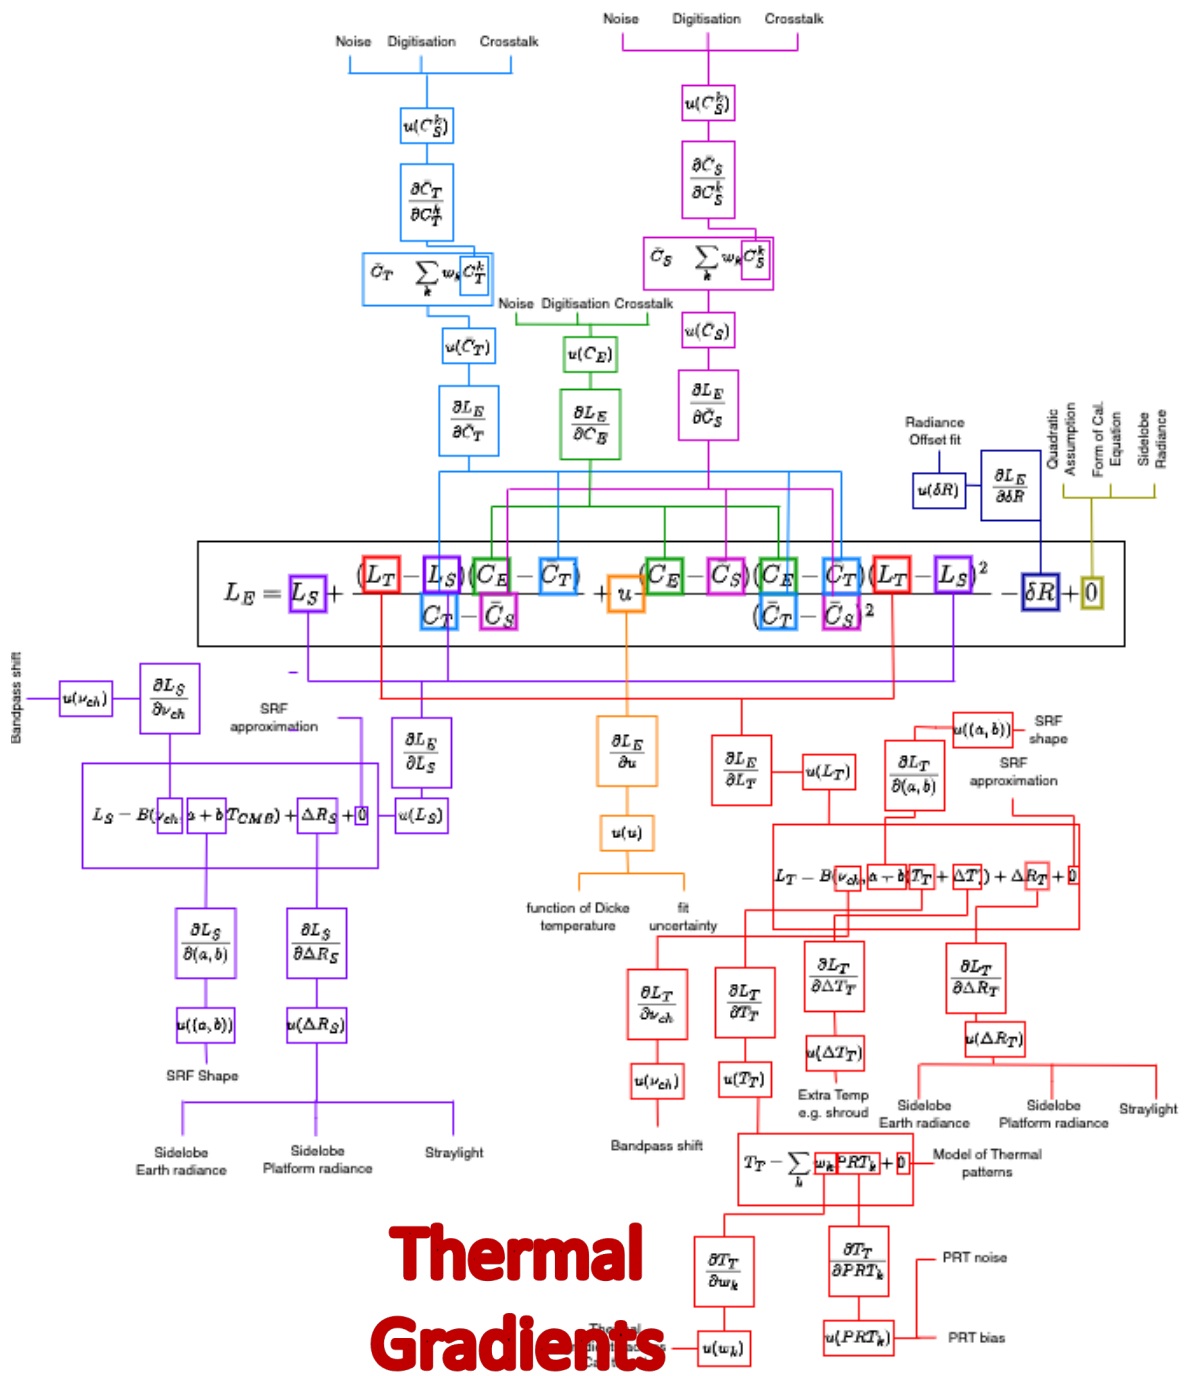 Noise Digitisation Crosstalk
Noise Digitisation Crosstalk
u(C_S^k)
u(C_S^k)
∂C̄_T / ∂C_T^k
∂C̄_S / ∂C_S^k
C̄_T ∑_k w_k C_T^k
C̄_S ∑_k w_k C_S^k
Noise Digitisation Crosstalk
u(C̄_T)
u(C_E)
u(C̄_S)
∂L_E / ∂C̄_T
∂L_E / ∂C_E
∂L_E / ∂C̄_S
Radiance
Offset fit
u(δR)
∂L_E / ∂δR
Quadratic
Assumption
Form of Cal.
Equation
Sidelobe
Radiance
L_E = L_S + (L_T − L_S)(C_E − C̄_T) / (C̄_T − C̄_S) + u (C_E − C̄_S)(C_E − C̄_T)(L_T − L_S)² / (C̄_T − C̄_S)² − δR + 0
Bandpass shift
u(ν_ch)
∂L_S / ∂ν_ch
SRF
approximation
∂L_E / ∂L_S
L_S − B(ν_ch, a + b T_CMB) + ΔR_S + 0
u(L_S)
∂L_S / ∂(a, b)
∂L_S / ∂ΔR_S
u((a, b))
u(ΔR_S)
SRF Shape
Sidelobe
Earth radiance
Sidelobe
Platform radiance
Straylight
∂L_E / ∂u
u(u)
function of Dicke
temperature
fit
uncertainty
∂L_E / ∂L_T
u(L_T)
∂L_T / ∂(a, b)
u((a, b))
SRF
shape
SRF
approximation
L_T − B(ν_ch, a + b(T_T + ΔT_T)) + ΔR_T + 0
∂L_T / ∂ν_ch
∂L_T / ∂T_T
∂L_T / ∂ΔT_T
∂L_T / ∂ΔR_T
u(ν_ch)
u(T_T)
u(ΔT_T)
u(ΔR_T)
Bandpass shift
Extra Temp
e.g. shroud
Sidelobe
Earth radiance
Sidelobe
Platform radiance
Straylight
T_T − ∑_k w_k PRT_k + 0
Model of Thermal
patterns
∂T_T / ∂w_k
∂T_T / ∂PRT_k
PRT noise
PRT bias
u(w_k)
u(PRT_k)
Thermal
Gradients